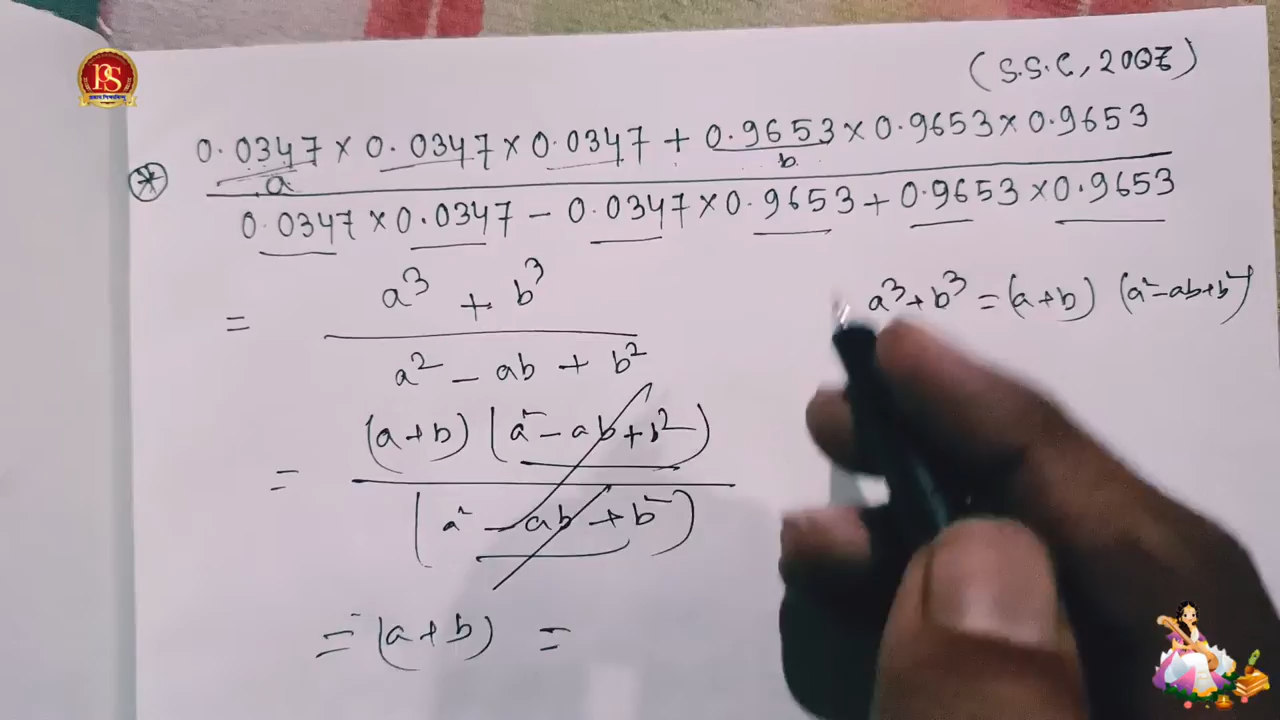 PS
(S.S.C, 2007)
0.0347 × 0.0347 × 0.0347 + 0.9653 × 0.9653 × 0.9653
a b
0.0347 × 0.0347 − 0.0347 × 0.9653 + 0.9653 × 0.9653
= a³ + b³
a² − ab + b²
a³ + b³ = (a+b) (a² − ab + b²)
= (a+b) (a² − ab + b²)
(a² − ab + b²)
= (a+b) =